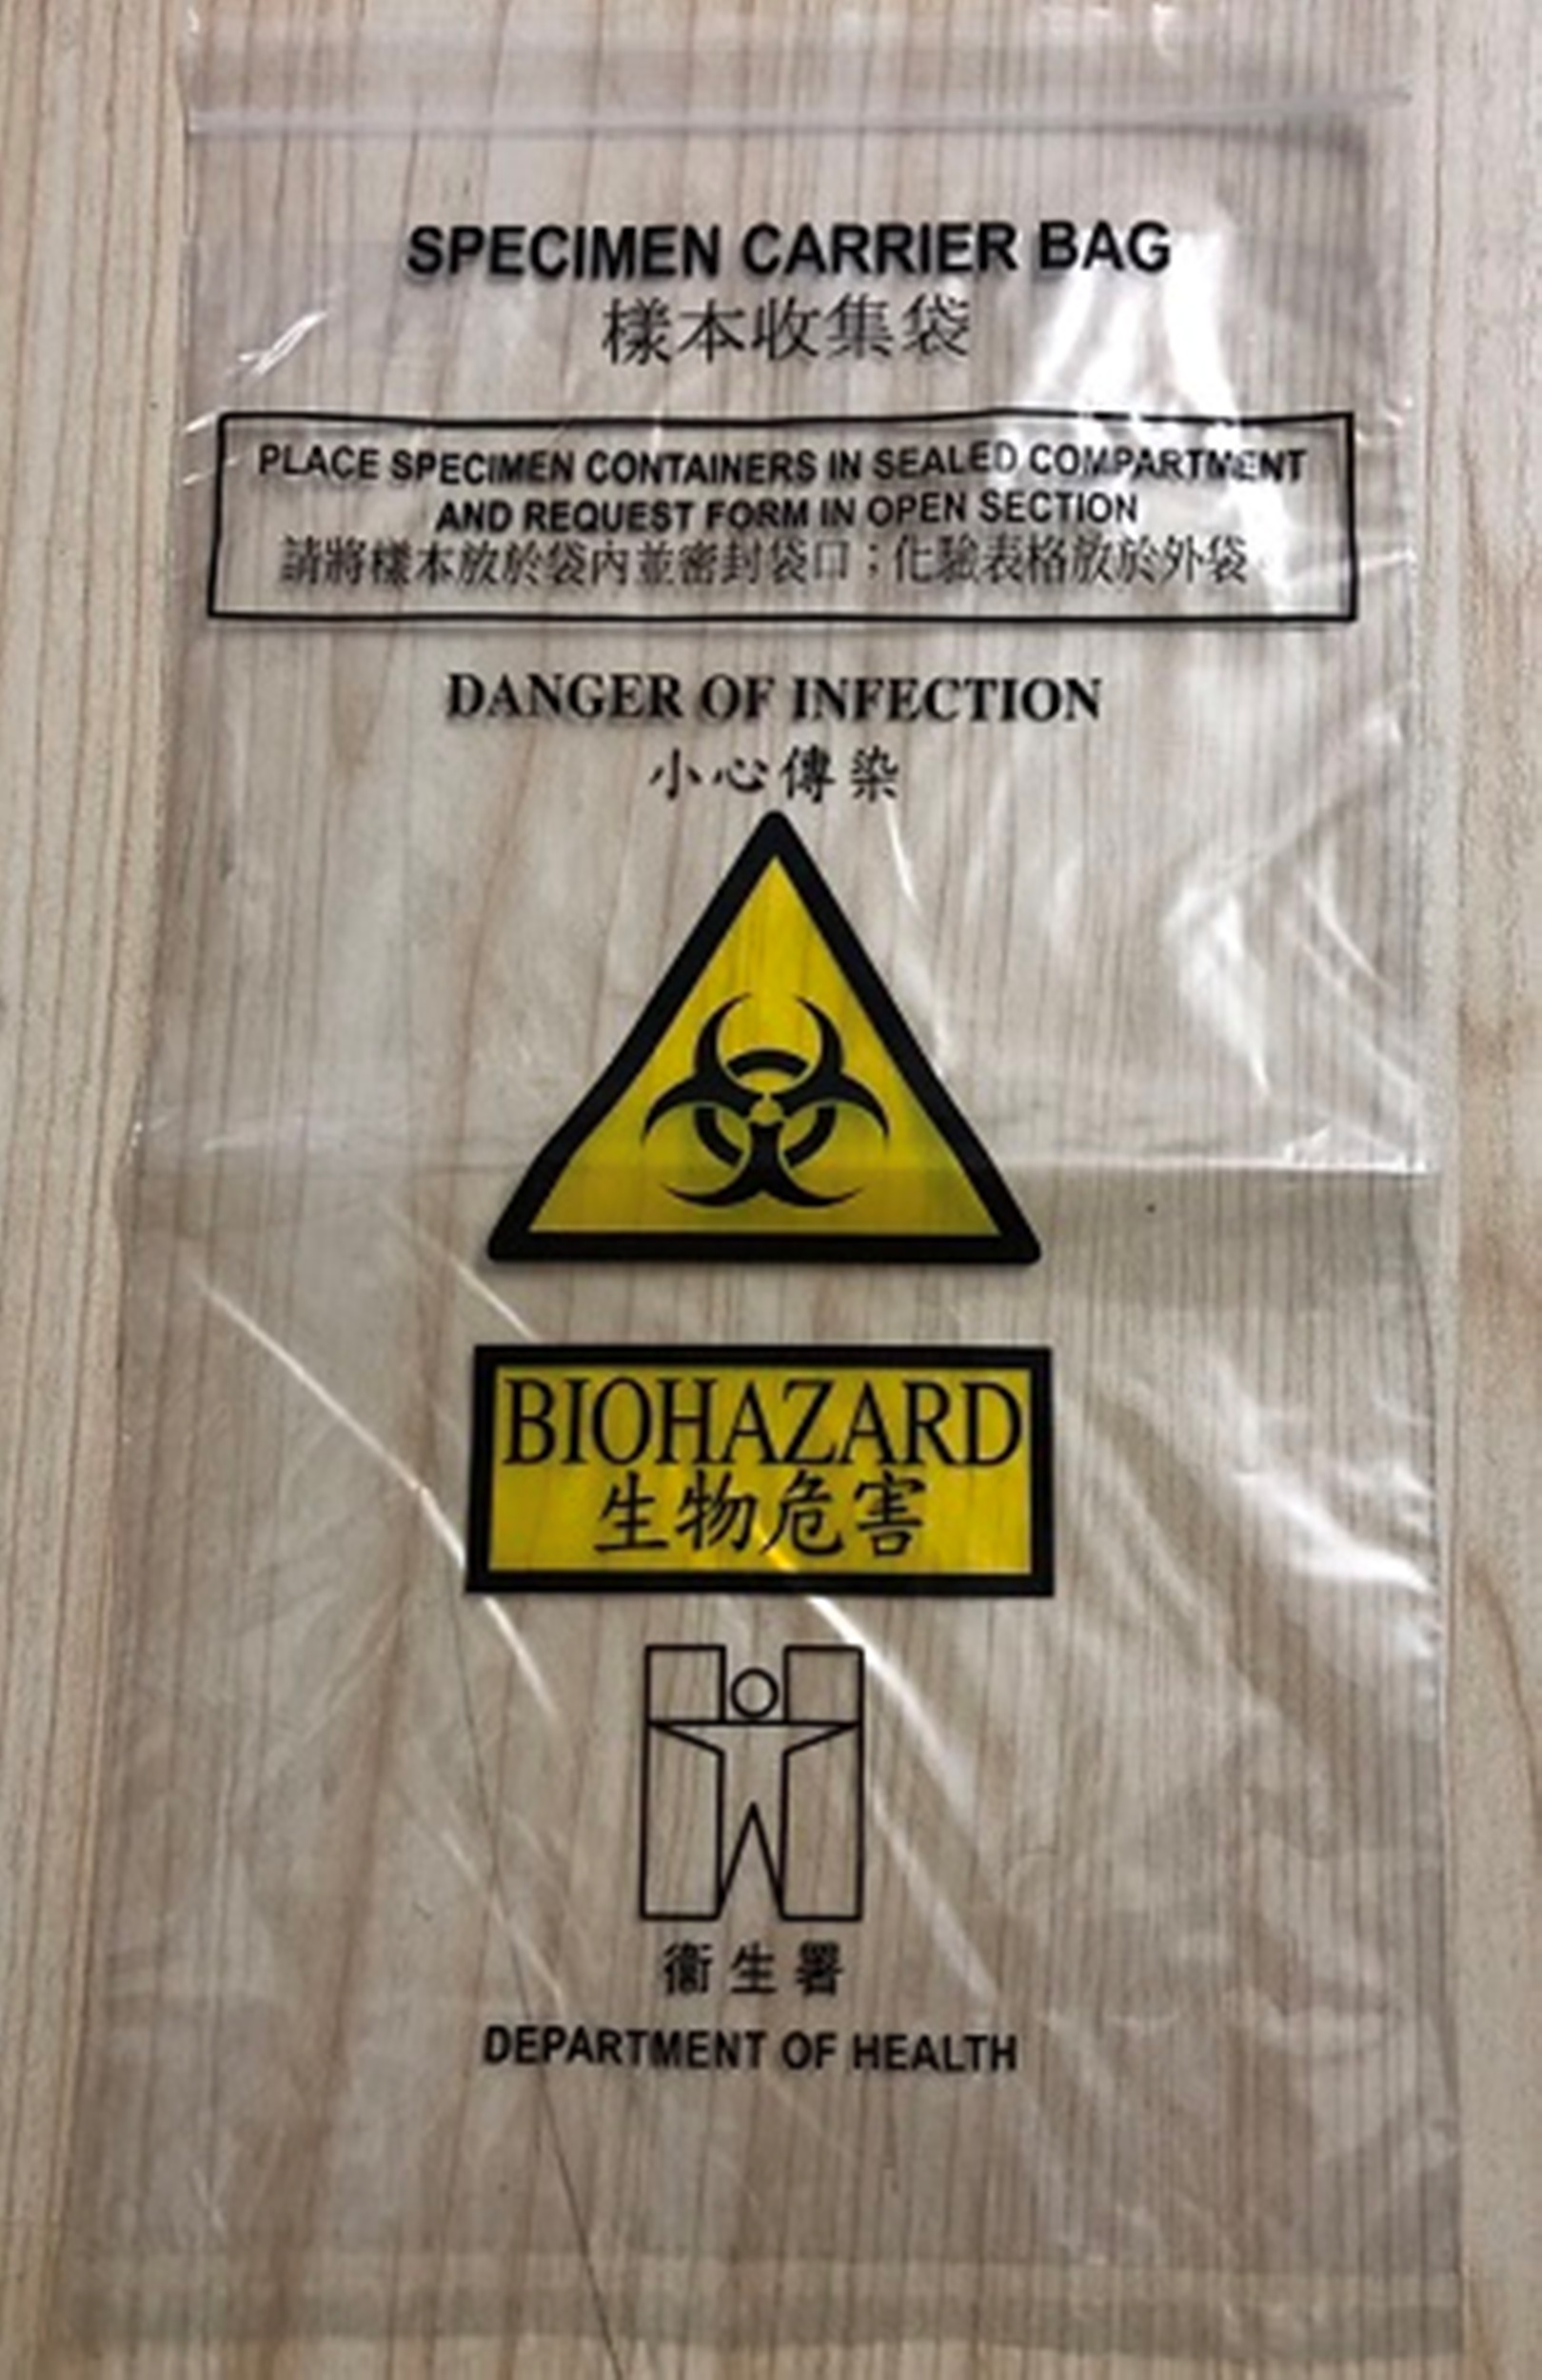 SPECIMEN CARRIER BAG
樣本收集袋
PLACE SPECIMEN CONTAINERS IN SEALED COMPARTMENT
AND REQUEST FORM IN OPEN SECTION
請將樣本放於袋內並密封袋口；化驗表格放於外袋
DANGER OF INFECTION
小心傳染
BIOHAZARD
生物危害
衞生署
DEPARTMENT OF HEALTH